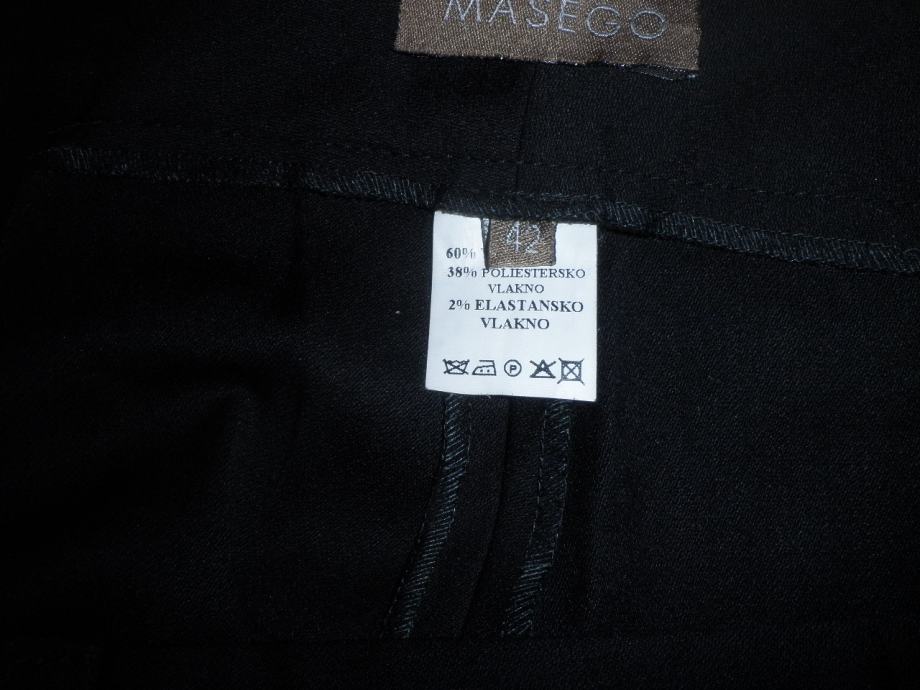 MASEGO
42
60%
38% POLIESTERSKO
VLAKNO
2% ELASTANSKO
VLAKNO
P